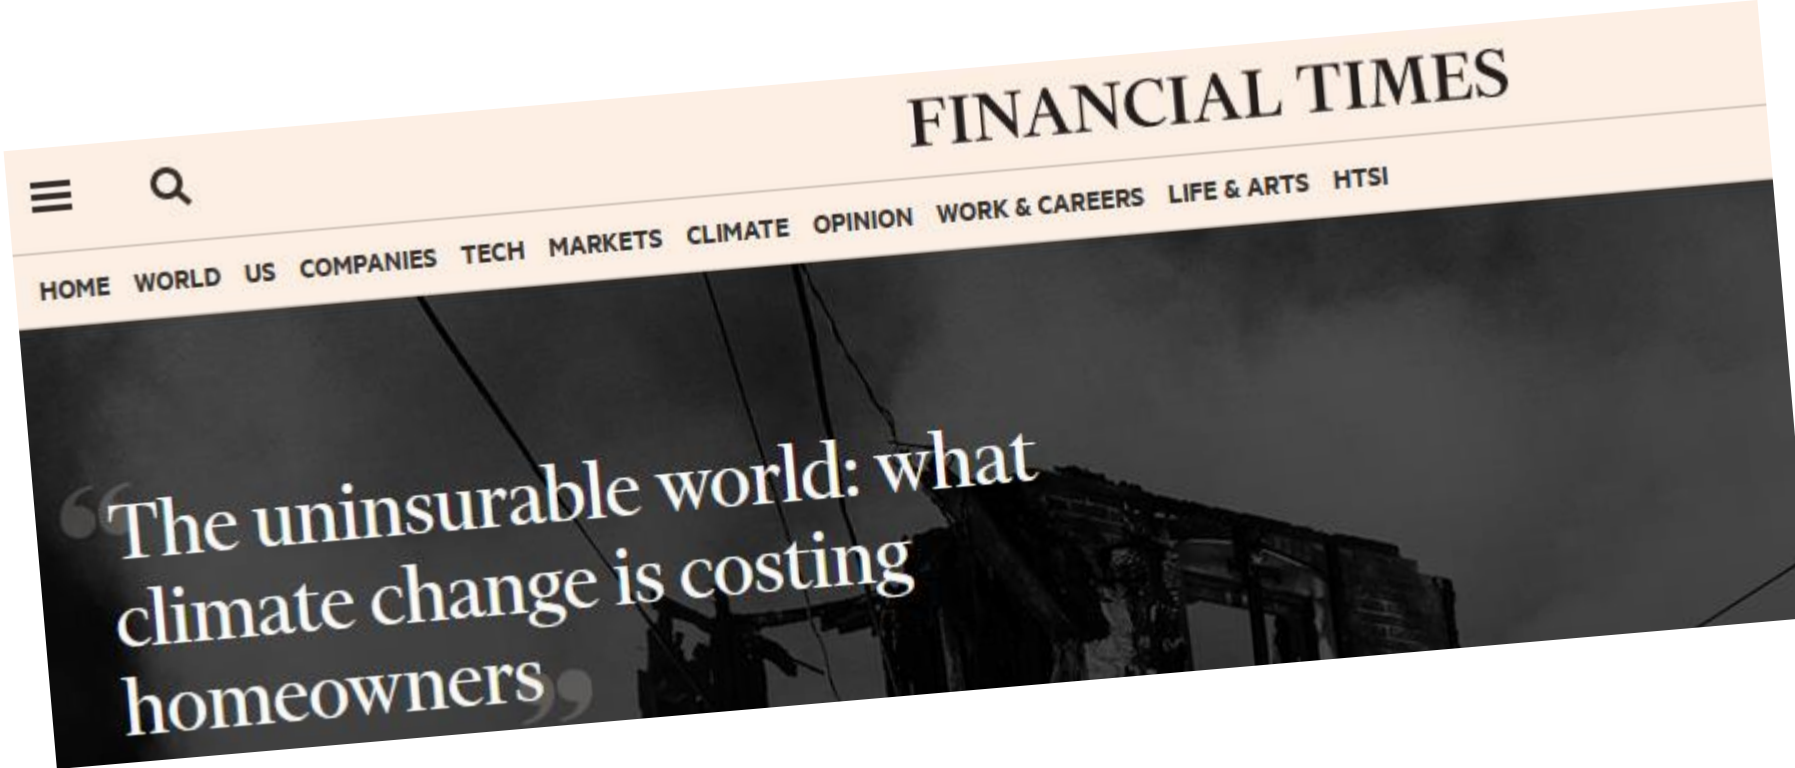 FINANCIAL TIMES
HOME WORLD US COMPANIES TECH MARKETS CLIMATE OPINION WORK & CAREERS LIFE & ARTS HTSI
“The uninsurable world: what
climate change is costing
homeowners”